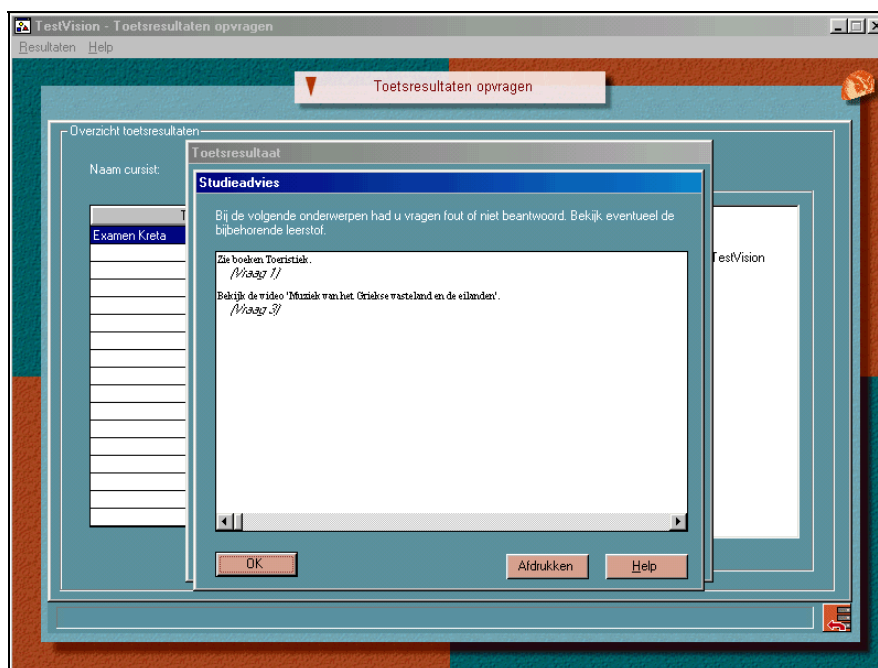 TestVision - Toetsresultaten opvragen
Resultaten Help
Toetsresultaten opvragen
Overzicht toetsresultaten
Toetsresultaat
Naam cursist:
Studieadvies
Bij de volgende onderwerpen had u vragen fout of niet beantwoord. Bekijk eventueel de
bijbehorende leerstof.
T
Examen Kreta
TestVision
Zie boeken Toeristiek.
(Vraag 1)
Bekijk de video 'Muziek van het Griekse vasteland en de eilanden'.
(Vraag 3)
OK
Afdrukken
Help